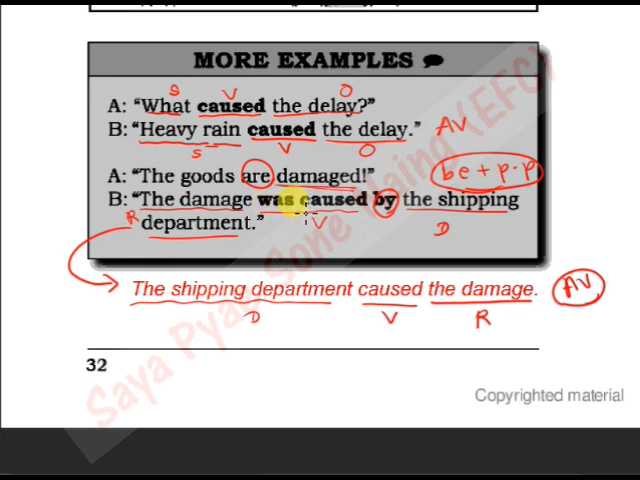 MORE EXAMPLES
S V O
A: “What caused the delay?”
B: “Heavy rain caused the delay.” AV
S V O
A: “The goods are damaged!” be + p.p
B: “The damage was caused by the shipping
R department.” V D
The shipping department caused the damage. AV
D V R
32
Copyrighted material
Saya Pyae Sone Haing (EFC)